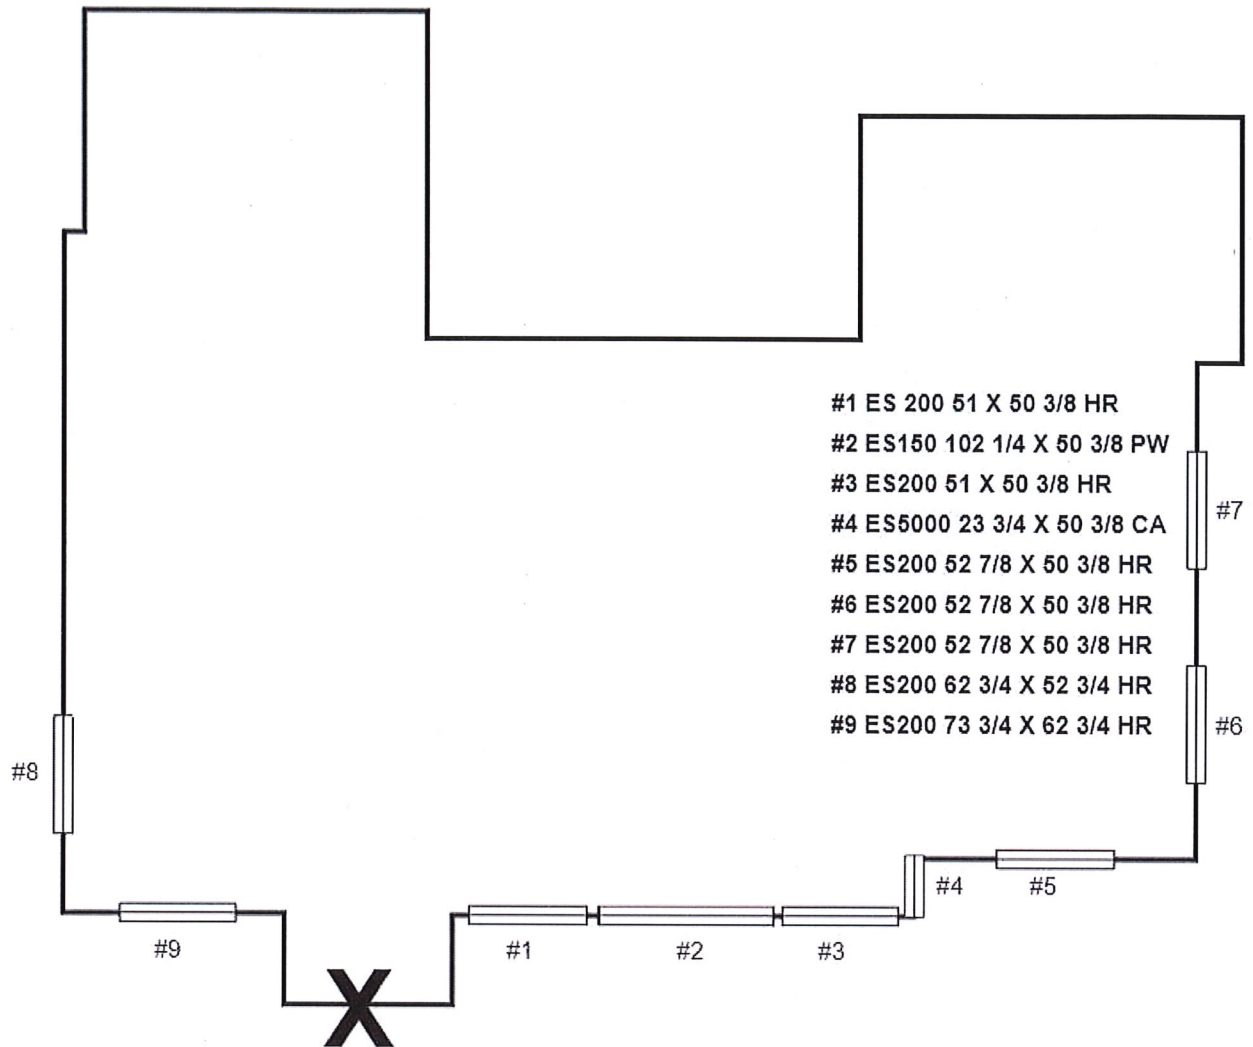 #1 ES 200 51 X 50 3/8 HR
#2 ES150 102 1/4 X 50 3/8 PW
#3 ES200 51 X 50 3/8 HR
#4 ES5000 23 3/4 X 50 3/8 CA
#5 ES200 52 7/8 X 50 3/8 HR
#6 ES200 52 7/8 X 50 3/8 HR
#7 ES200 52 7/8 X 50 3/8 HR
#8 ES200 62 3/4 X 52 3/4 HR
#9 ES200 73 3/4 X 62 3/4 HR
#7
#6
#8
#4
#5
#9
#1
#2
#3
X